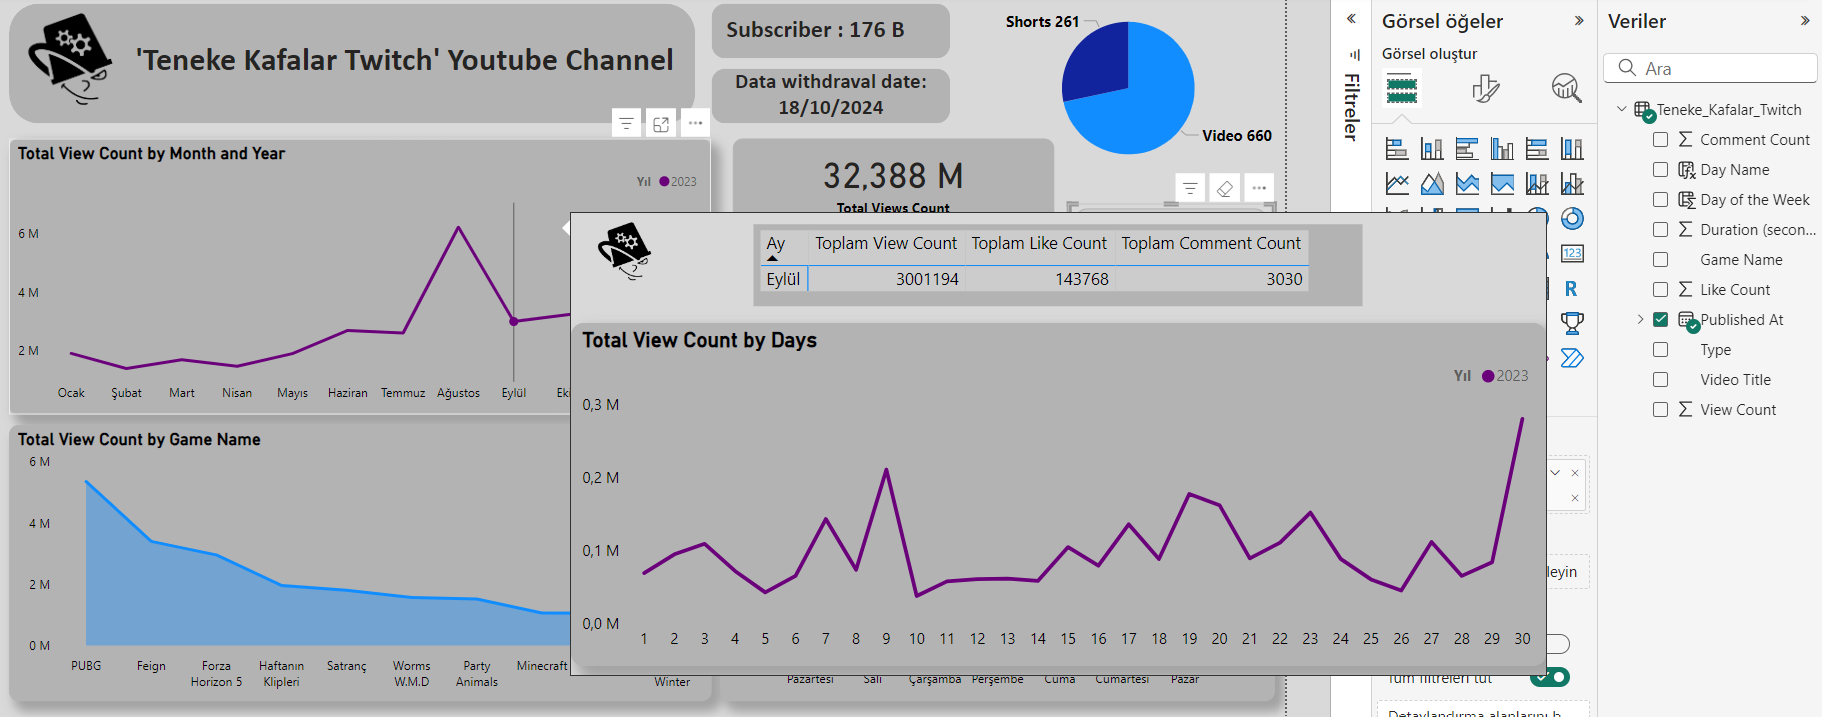 'Teneke Kafalar Twitch' Youtube Channel
Subscriber : 176 B
Data withdraval date:
18/10/2024
Shorts 261
Video 660
Total View Count by Month and Year
Yıl 2023
6 M
4 M
2 M
Ocak Şubat Mart Nisan Mayıs Haziran Temmuz Ağustos Eylül
32,388 M
Total Views Count
Total View Count by Game Name
6 M
4 M
2 M
0 M
PUBG Feign Forza Horizon 5 Haftanın Klipleri Satranç Worms W.M.D Party Animals Minecraft
Winter
Ay Toplam View Count Toplam Like Count Toplam Comment Count
Eylül 3001194 143768 3030
Total View Count by Days
Yıl 2023
0,3 M
0,2 M
0,1 M
0,0 M
1 2 3 4 5 6 7 8 9 10 11 12 13 14 15 16 17 18 19 20 21 22 23 24 25 26 27 28 29 30
Pazartesi Salı Çarşamba Perşembe Cuma Cumartesi Pazar
Filtreler
Görsel öğeler
Görsel oluştur
123
R
Tüm filtreleri tut
Veriler
Ara
Teneke_Kafalar_Twitch
Comment Count
Day Name
Day of the Week
Duration (secon...
Game Name
Like Count
Published At
Type
Video Title
View Count